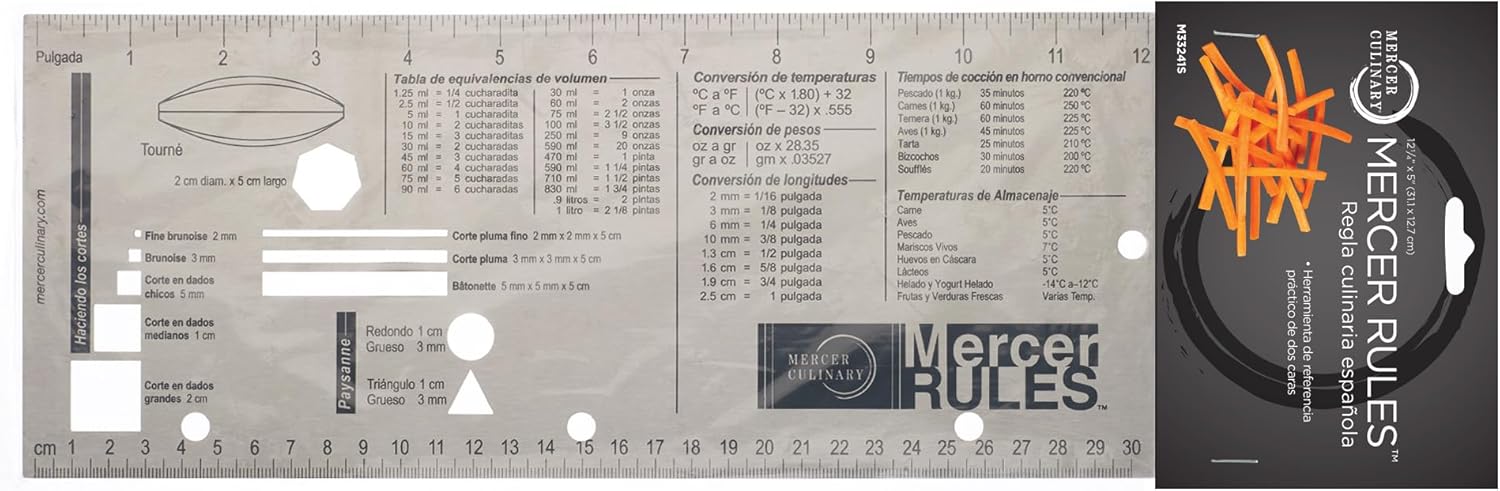 Pulgada 1 2 3 4 5 6 7 8 9 10 11 12
mercerculinary.com
Haciendo los cortes
Tourné
2 cm diam. x 5 cm largo
Fine brunoise 2 mm
Brunoise 3 mm
Corte en dados
chicos 5 mm
Corte en dados
medianos 1 cm
Corte en dados
grandes 2 cm
Corte pluma fino 2 mm x 2 mm x 5 cm
Corte pluma 3 mm x 3 mm x 5 cm
Bâtonette 5 mm x 5 mm x 5 cm
Paysanne
Redondo 1 cm
Grueso 3 mm
Triángulo 1 cm
Grueso 3 mm
Tabla de equivalencias de volumen
1.25 ml = 1/4 cucharadita
2.5 ml = 1/2 cucharadita
5 ml = 1 cucharadita
10 ml = 2 cucharaditas
15 ml = 3 cucharaditas
30 ml = 2 cucharadas
45 ml = 3 cucharadas
60 ml = 4 cucharadas
75 ml = 5 cucharadas
90 ml = 6 cucharadas
30 ml = 1 onza
60 ml = 2 onzas
75 ml = 2 1/2 onzas
100 ml = 3 1/2 onzas
250 ml = 9 onzas
590 ml = 20 onzas
470 ml = 1 pinta
590 ml = 1 1/4 pintas
710 ml = 1 1/2 pintas
830 ml = 1 3/4 pintas
.9 litros = 2 pintas
1 litro = 2 1/8 pintas
Conversión de temperaturas
ºC a ºF (ºC x 1.80) + 32
ºF a ºC (ºF – 32) x .555
Conversión de pesos
oz a gr oz x 28.35
gr a oz gm x .03527
Conversión de longitudes
2 mm = 1/16 pulgada
3 mm = 1/8 pulgada
6 mm = 1/4 pulgada
10 mm = 3/8 pulgada
1.3 cm = 1/2 pulgada
1.6 cm = 5/8 pulgada
1.9 cm = 3/4 pulgada
2.5 cm = 1 pulgada
Tiempos de cocción en horno convencional
Pescado (1 kg.) 35 minutos 220 ºC
Carnes (1 kg.) 60 minutos 250 ºC
Ternera (1 kg.) 60 minutos 225 ºC
Aves (1 kg.) 45 minutos 225 ºC
Tarta 25 minutos 210 ºC
Bizcochos 30 minutos 200 ºC
Soufflés 20 minutos 220 ºC
Temperaturas de Almacenaje
Carne 5°C
Aves 5°C
Pescado 5°C
Mariscos Vivos 7°C
Huevos en Cáscara 5°C
Lácteos 5°C
Helado y Yogurt Helado -14°C a–12°C
Frutas y Verduras Frescas Varias Temp.
MERCER
CULINARY
Mercer
RULES™
cm 1 2 3 4 5 6 7 8 9 10 11 12 13 14 15 16 17 18 19 20 21 22 23 24 25 26 27 28 29 30
M33241S
MERCER
CULINARY
12¼" x 5" (31.1 x 12.7 cm)
MERCER RULES™
Regla culinaria española
• Herramienta de referencia
práctico de dos caras